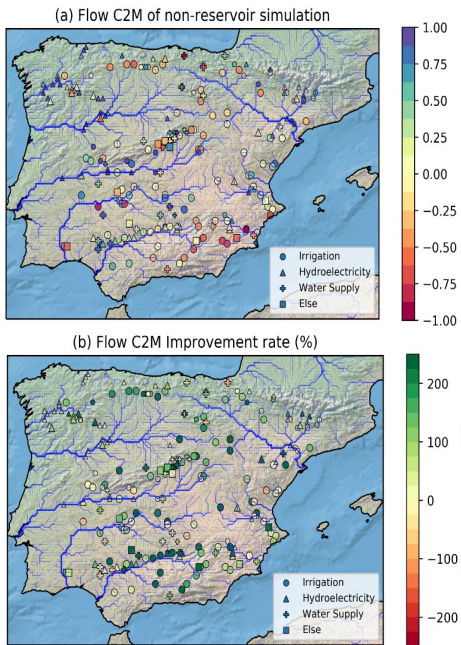 (a) Flow C2M of non-reservoir simulation
1.00
0.75
0.50
0.25
0.00
−0.25
−0.50
−0.75
−1.00
Irrigation
Hydroelectricity
Water Supply
Else
(b) Flow C2M Improvement rate (%)
200
100
0
−100
−200
Irrigation
Hydroelectricity
Water Supply
Else